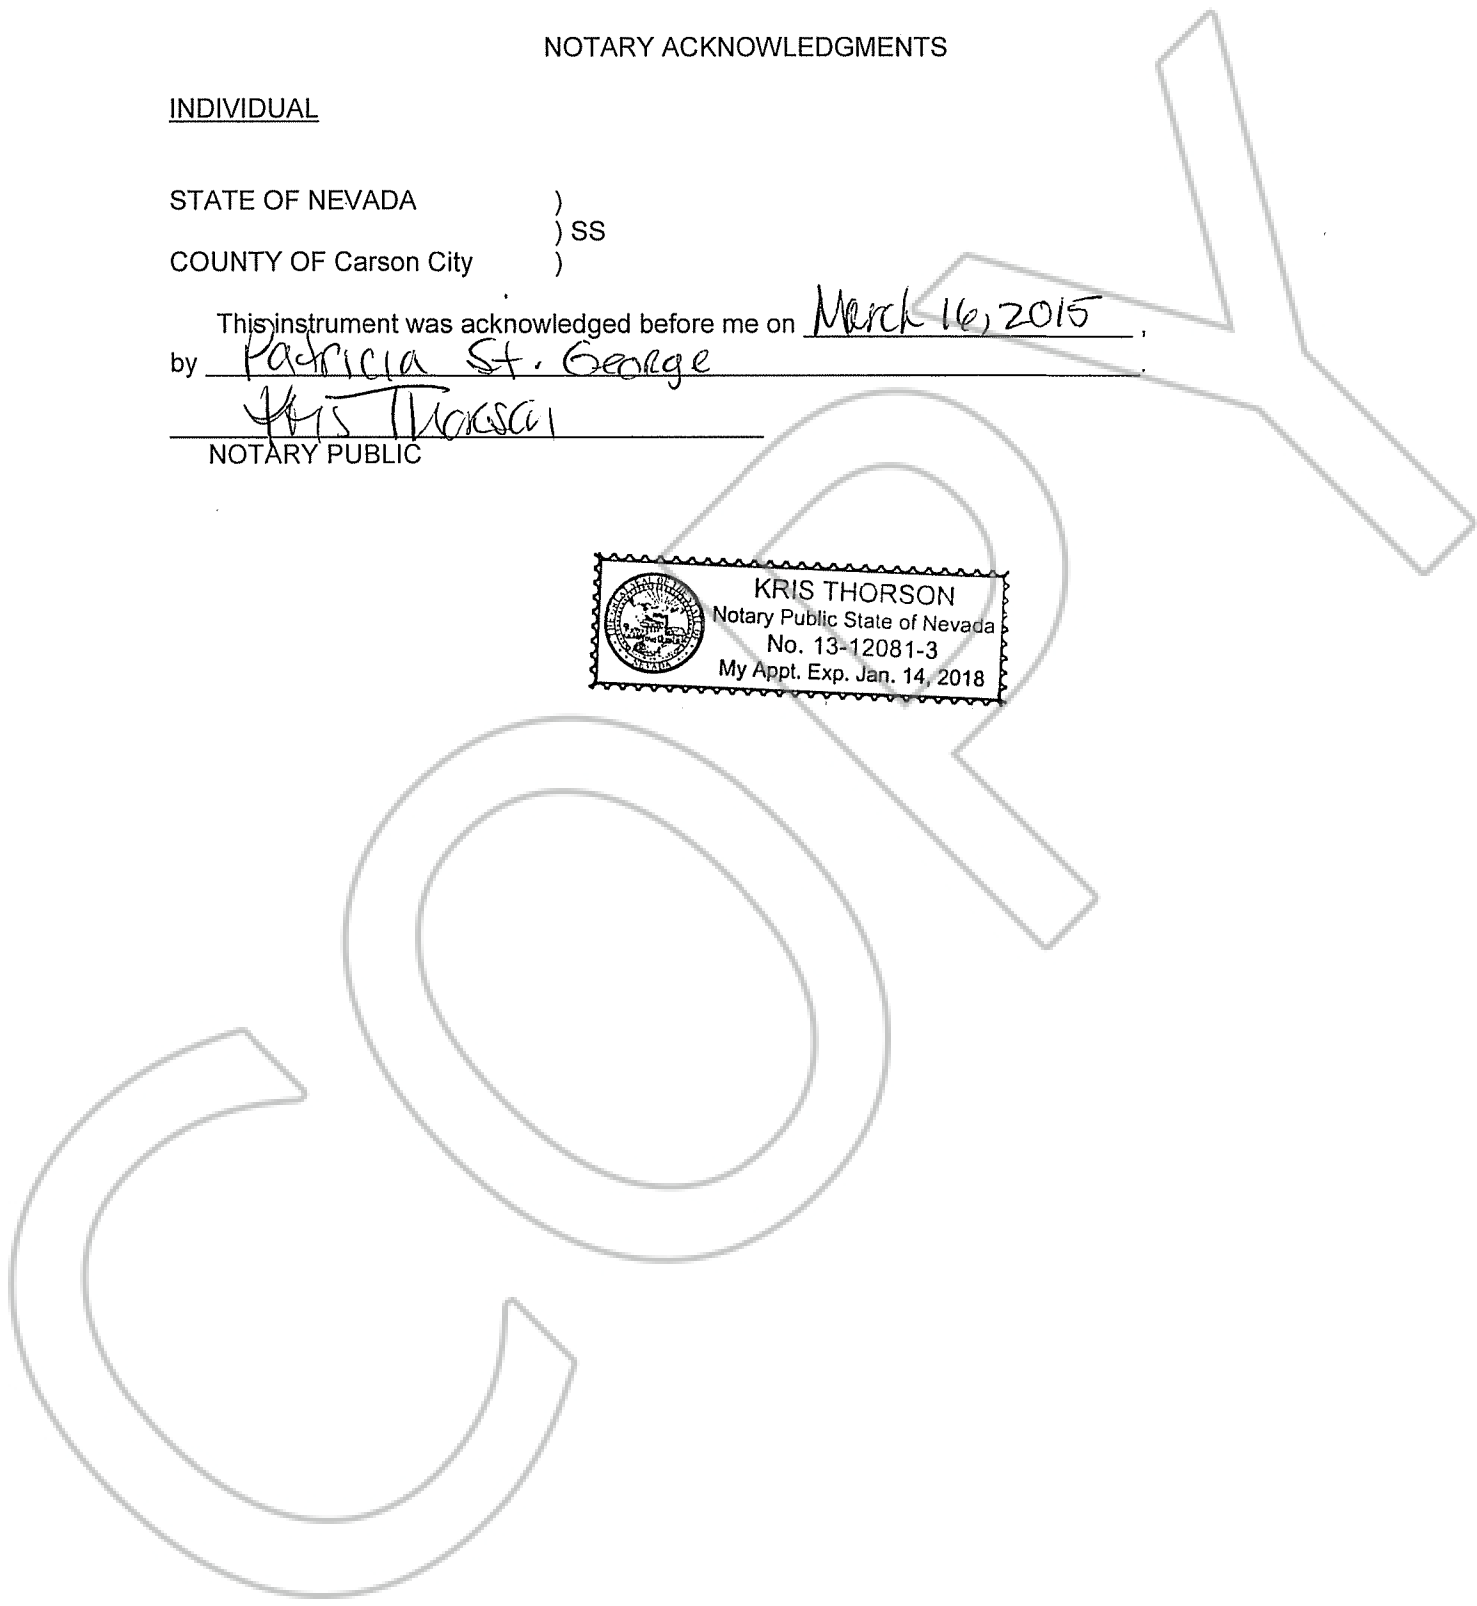 NOTARY ACKNOWLEDGMENTS
INDIVIDUAL
STATE OF NEVADA )
) SS
COUNTY OF Carson City )
This instrument was acknowledged before me on March 16, 2015,
by Patricia St. George.
Kris Thorson
NOTARY PUBLIC
KRIS THORSON
Notary Public State of Nevada
No. 13-12081-3
My Appt. Exp. Jan. 14, 2018
COPY